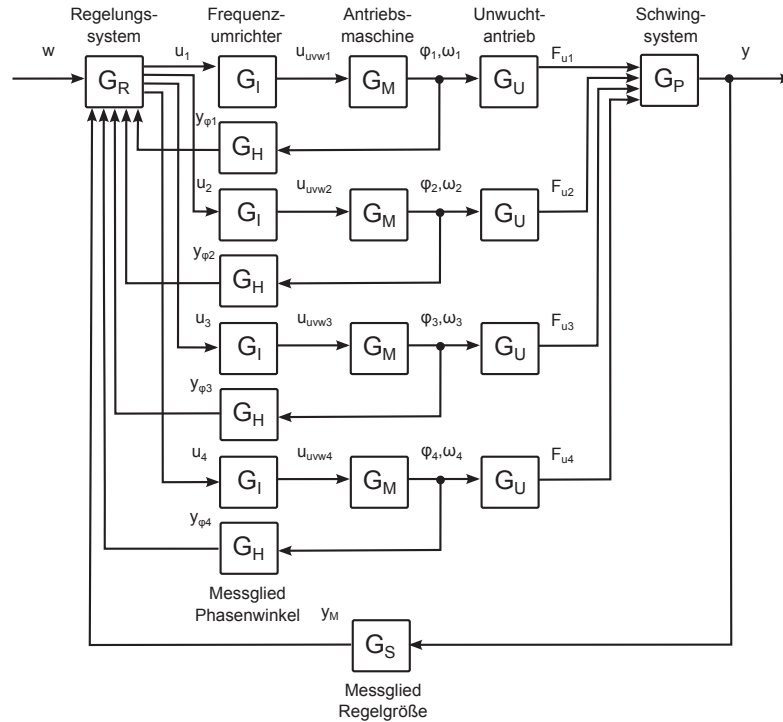 Regelungs-
system
Frequenz-
umrichter
Antriebs-
maschine
Unwucht-
antrieb
Schwing-
system
w
G_R
u_1
G_I
u_uvw1
G_M
φ_1,ω_1
G_U
F_u1
G_P
y
y_φ1
G_H
u_2
G_I
u_uvw2
G_M
φ_2,ω_2
G_U
F_u2
y_φ2
G_H
u_3
G_I
u_uvw3
G_M
φ_3,ω_3
G_U
F_u3
y_φ3
G_H
u_4
G_I
u_uvw4
G_M
φ_4,ω_4
G_U
F_u4
y_φ4
G_H
Messglied
Phasenwinkel
y_M
G_S
Messglied
Regelgröße